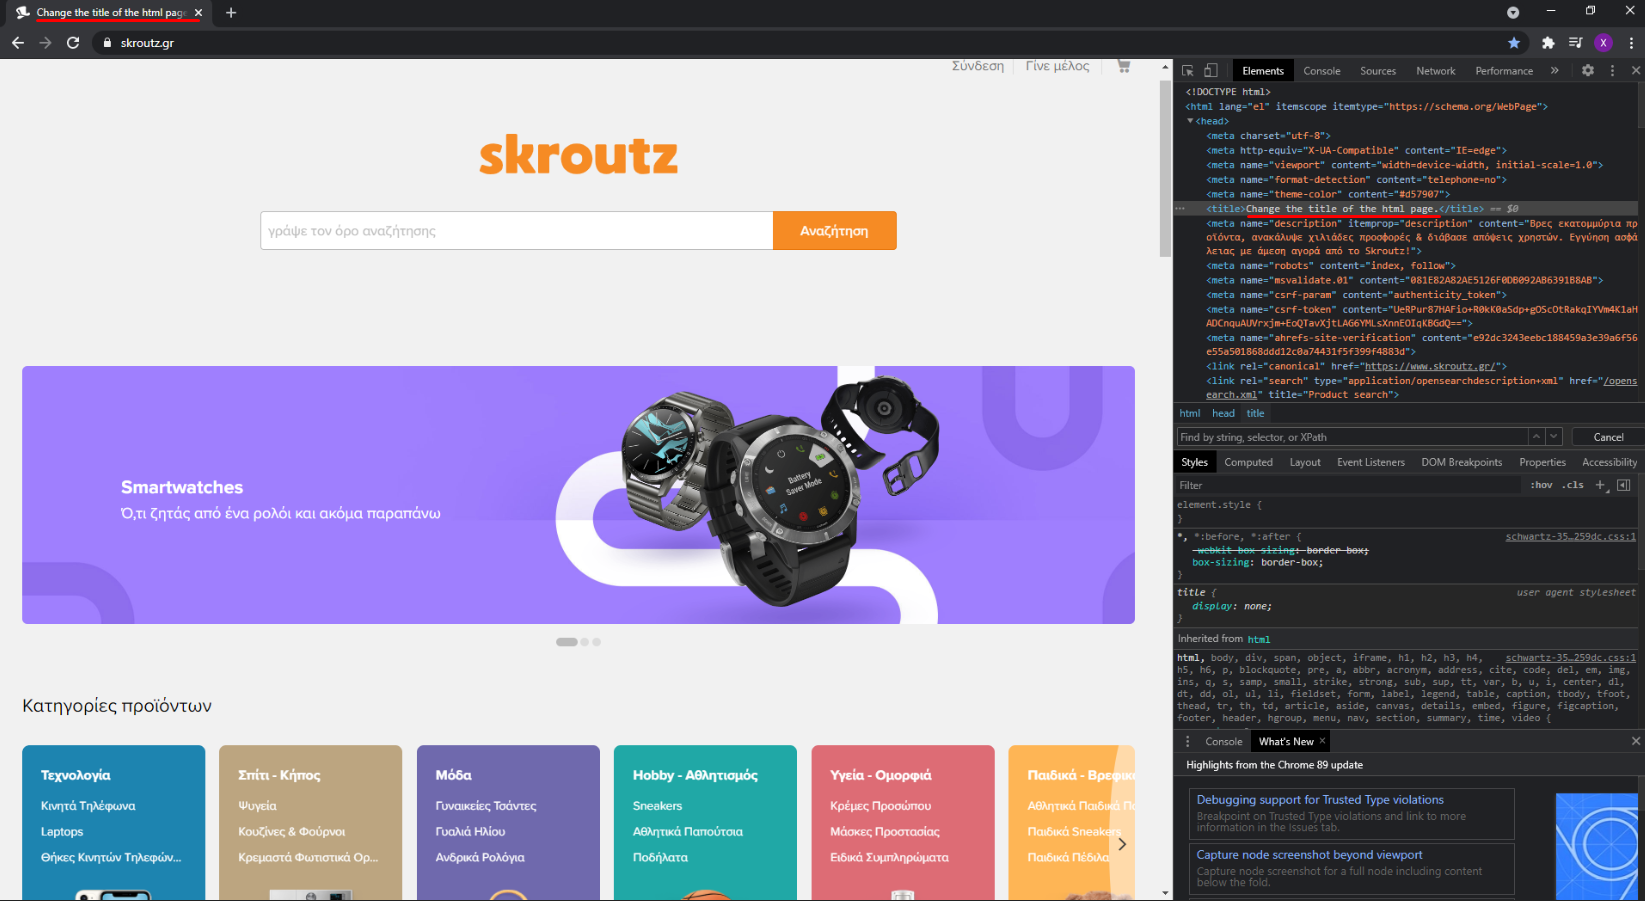 Change the title of the html page
skroutz.gr
X
Σύνδεση
Γίνε μέλος
skroutz
γράψε τον όρο αναζήτησης
Αναζήτηση
Smartwatches
Ό,τι ζητάς από ένα ρολόι και ακόμα παραπάνω
Battery
Saver Mode
Κατηγορίες προϊόντων
Τεχνολογία
Κινητά Τηλέφωνα
Laptops
Θήκες Κινητών Τηλεφών...
Σπίτι - Κήπος
Ψυγεία
Κουζίνες & Φούρνοι
Κρεμαστά Φωτιστικά Ορ...
Μόδα
Γυναικείες Τσάντες
Γυαλιά Ηλίου
Ανδρικά Ρολόγια
Hobby - Αθλητισμός
Sneakers
Αθλητικά Παπούτσια
Ποδήλατα
Υγεία - Ομορφιά
Κρέμες Προσώπου
Μάσκες Προστασίας
Ειδικά Συμπληρώματα
Παιδικά - Βρεφικ
Αθλητικά Παιδικά Πα
Παιδικά Sneakers
Παιδικά Πέδιλα
Elements Console Sources Network Performance »
<!DOCTYPE html>
<html lang="el" itemscope itemtype="https://schema.org/WebPage">
<head>
<meta charset="utf-8">
<meta http-equiv="X-UA-Compatible" content="IE=edge">
<meta name="viewport" content="width=device-width, initial-scale=1.0">
<meta name="format-detection" content="telephone=no">
<meta name="theme-color" content="#d57907">
<title>Change the title of the html page.</title> == $0
<meta name="description" itemprop="description" content="Βρες εκατομμύρια πρ
οϊόντα, ανακάλυψε χιλιάδες προσφορές & διάβασε απόψεις χρηστών. Εγγύηση ασφά
λειας με άμεση αγορά από το Skroutz!">
<meta name="robots" content="index, follow">
<meta name="msvalidate.01" content="081E82A82AE5126F0DB092AB6391B8AB">
<meta name="csrf-param" content="authenticity_token">
<meta name="csrf-token" content="UeRPur87HAFio+R0kK0aSdp+gOScOtRakqIYVm4K1aH
ADCnquAUVrxjm+EoQTavXjtLAG6YMLsXnnEOIqKBGdQ==">
<meta name="ahrefs-site-verification" content="e92dc3243eebc188459a3e39a6f56
e55a501868ddd12c0a74431f5f399f4883d">
<link rel="canonical" href="https://www.skroutz.gr/">
<link rel="search" type="application/opensearchdescription+xml" href="/opens
earch.xml" title="Product search">
html head title
Find by string, selector, or XPath
Cancel
Styles Computed Layout Event Listeners DOM Breakpoints Properties Accessibility
Filter
:hov .cls +
element.style {
}
*, *:before, *:after {
schwartz-35…259dc.css:1
-webkit-box-sizing: border-box;
box-sizing: border-box;
}
title {
user agent stylesheet
display: none;
}
Inherited from html
html, body, div, span, object, iframe, h1, h2, h3, h4,
schwartz-35…259dc.css:1
h5, h6, p, blockquote, pre, a, abbr, acronym, address, cite, code, del, em, img,
ins, q, s, samp, small, strike, strong, sub, sup, tt, var, b, u, i, center, dl,
dt, dd, ol, ul, li, fieldset, form, label, legend, table, caption, tbody, tfoot,
thead, tr, th, td, article, aside, canvas, details, embed, figure, figcaption,
footer, header, hgroup, menu, nav, section, summary, time, video {
Console What's New
Highlights from the Chrome 89 update
Debugging support for Trusted Type violations
Breakpoint on Trusted Type violations and link to more
information in the Issues tab.
Capture node screenshot beyond viewport
Capture node screenshot for a full node including content
below the fold.